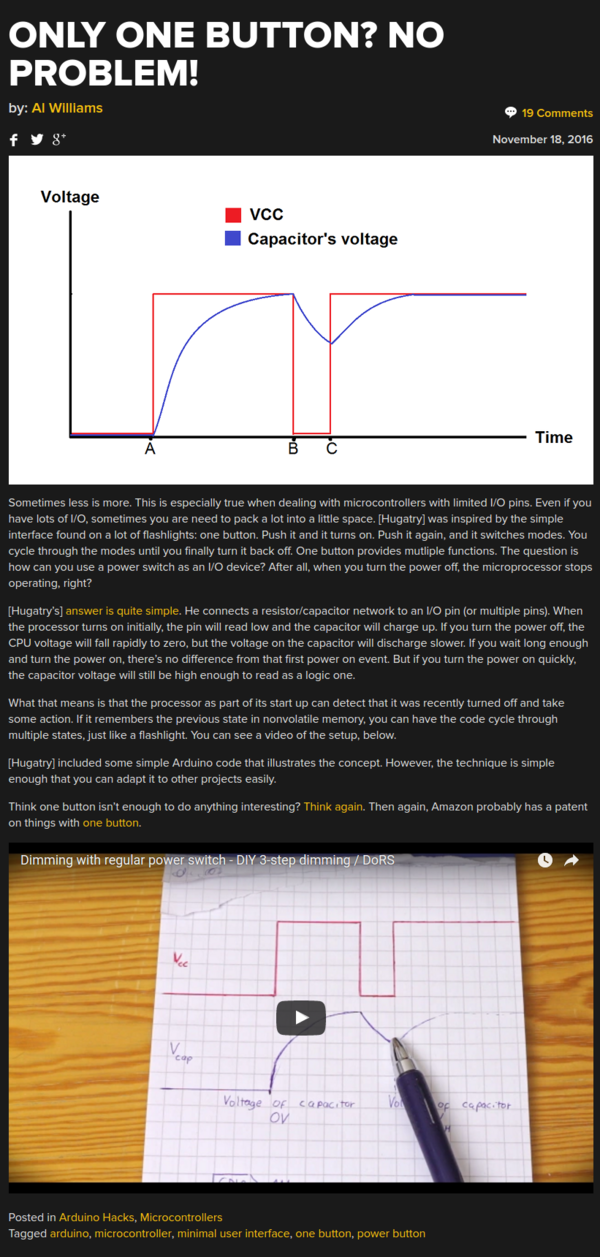 ONLY ONE BUTTON? NO
PROBLEM!
by: Al Williams
19 Comments
November 18, 2016
Voltage
VCC
Capacitor's voltage
Time
A
B
C
Sometimes less is more. This is especially true when dealing with microcontrollers with limited I/O pins. Even if you
have lots of I/O, sometimes you are need to pack a lot into a little space. [Hugatry] was inspired by the simple
interface found on a lot of flashlights: one button. Push it and it turns on. Push it again, and it switches modes. You
cycle through the modes until you finally turn it back off. One button provides mutliple functions. The question is
how can you use a power switch as an I/O device? After all, when you turn the power off, the microprocessor stops
operating, right?
[Hugatry's] answer is quite simple. He connects a resistor/capacitor network to an I/O pin (or multiple pins). When
the processor turns on initially, the pin will read low and the capacitor will charge up. If you turn the power off, the
CPU voltage will fall rapidly to zero, but the voltage on the capacitor will discharge slower. If you wait long enough
and turn the power on, there's no difference from that first power on event. But if you turn the power on quickly,
the capacitor voltage will still be high enough to read as a logic one.
What that means is that the processor as part of its start up can detect that it was recently turned off and take
some action. If it remembers the previous state in nonvolatile memory, you can have the code cycle through
multiple states, just like a flashlight. You can see a video of the setup, below.
[Hugatry] included some simple Arduino code that illustrates the concept. However, the technique is simple
enough that you can adapt it to other projects easily.
Think one button isn't enough to do anything interesting? Think again. Then again, Amazon probably has a patent
on things with one button.
Dimming with regular power switch - DIY 3-step dimming / DoRS
Vcc
Vcap
Voltage of capacitor
of capacitor
0V
Posted in Arduino Hacks, Microcontrollers
Tagged arduino, microcontroller, minimal user interface, one button, power button